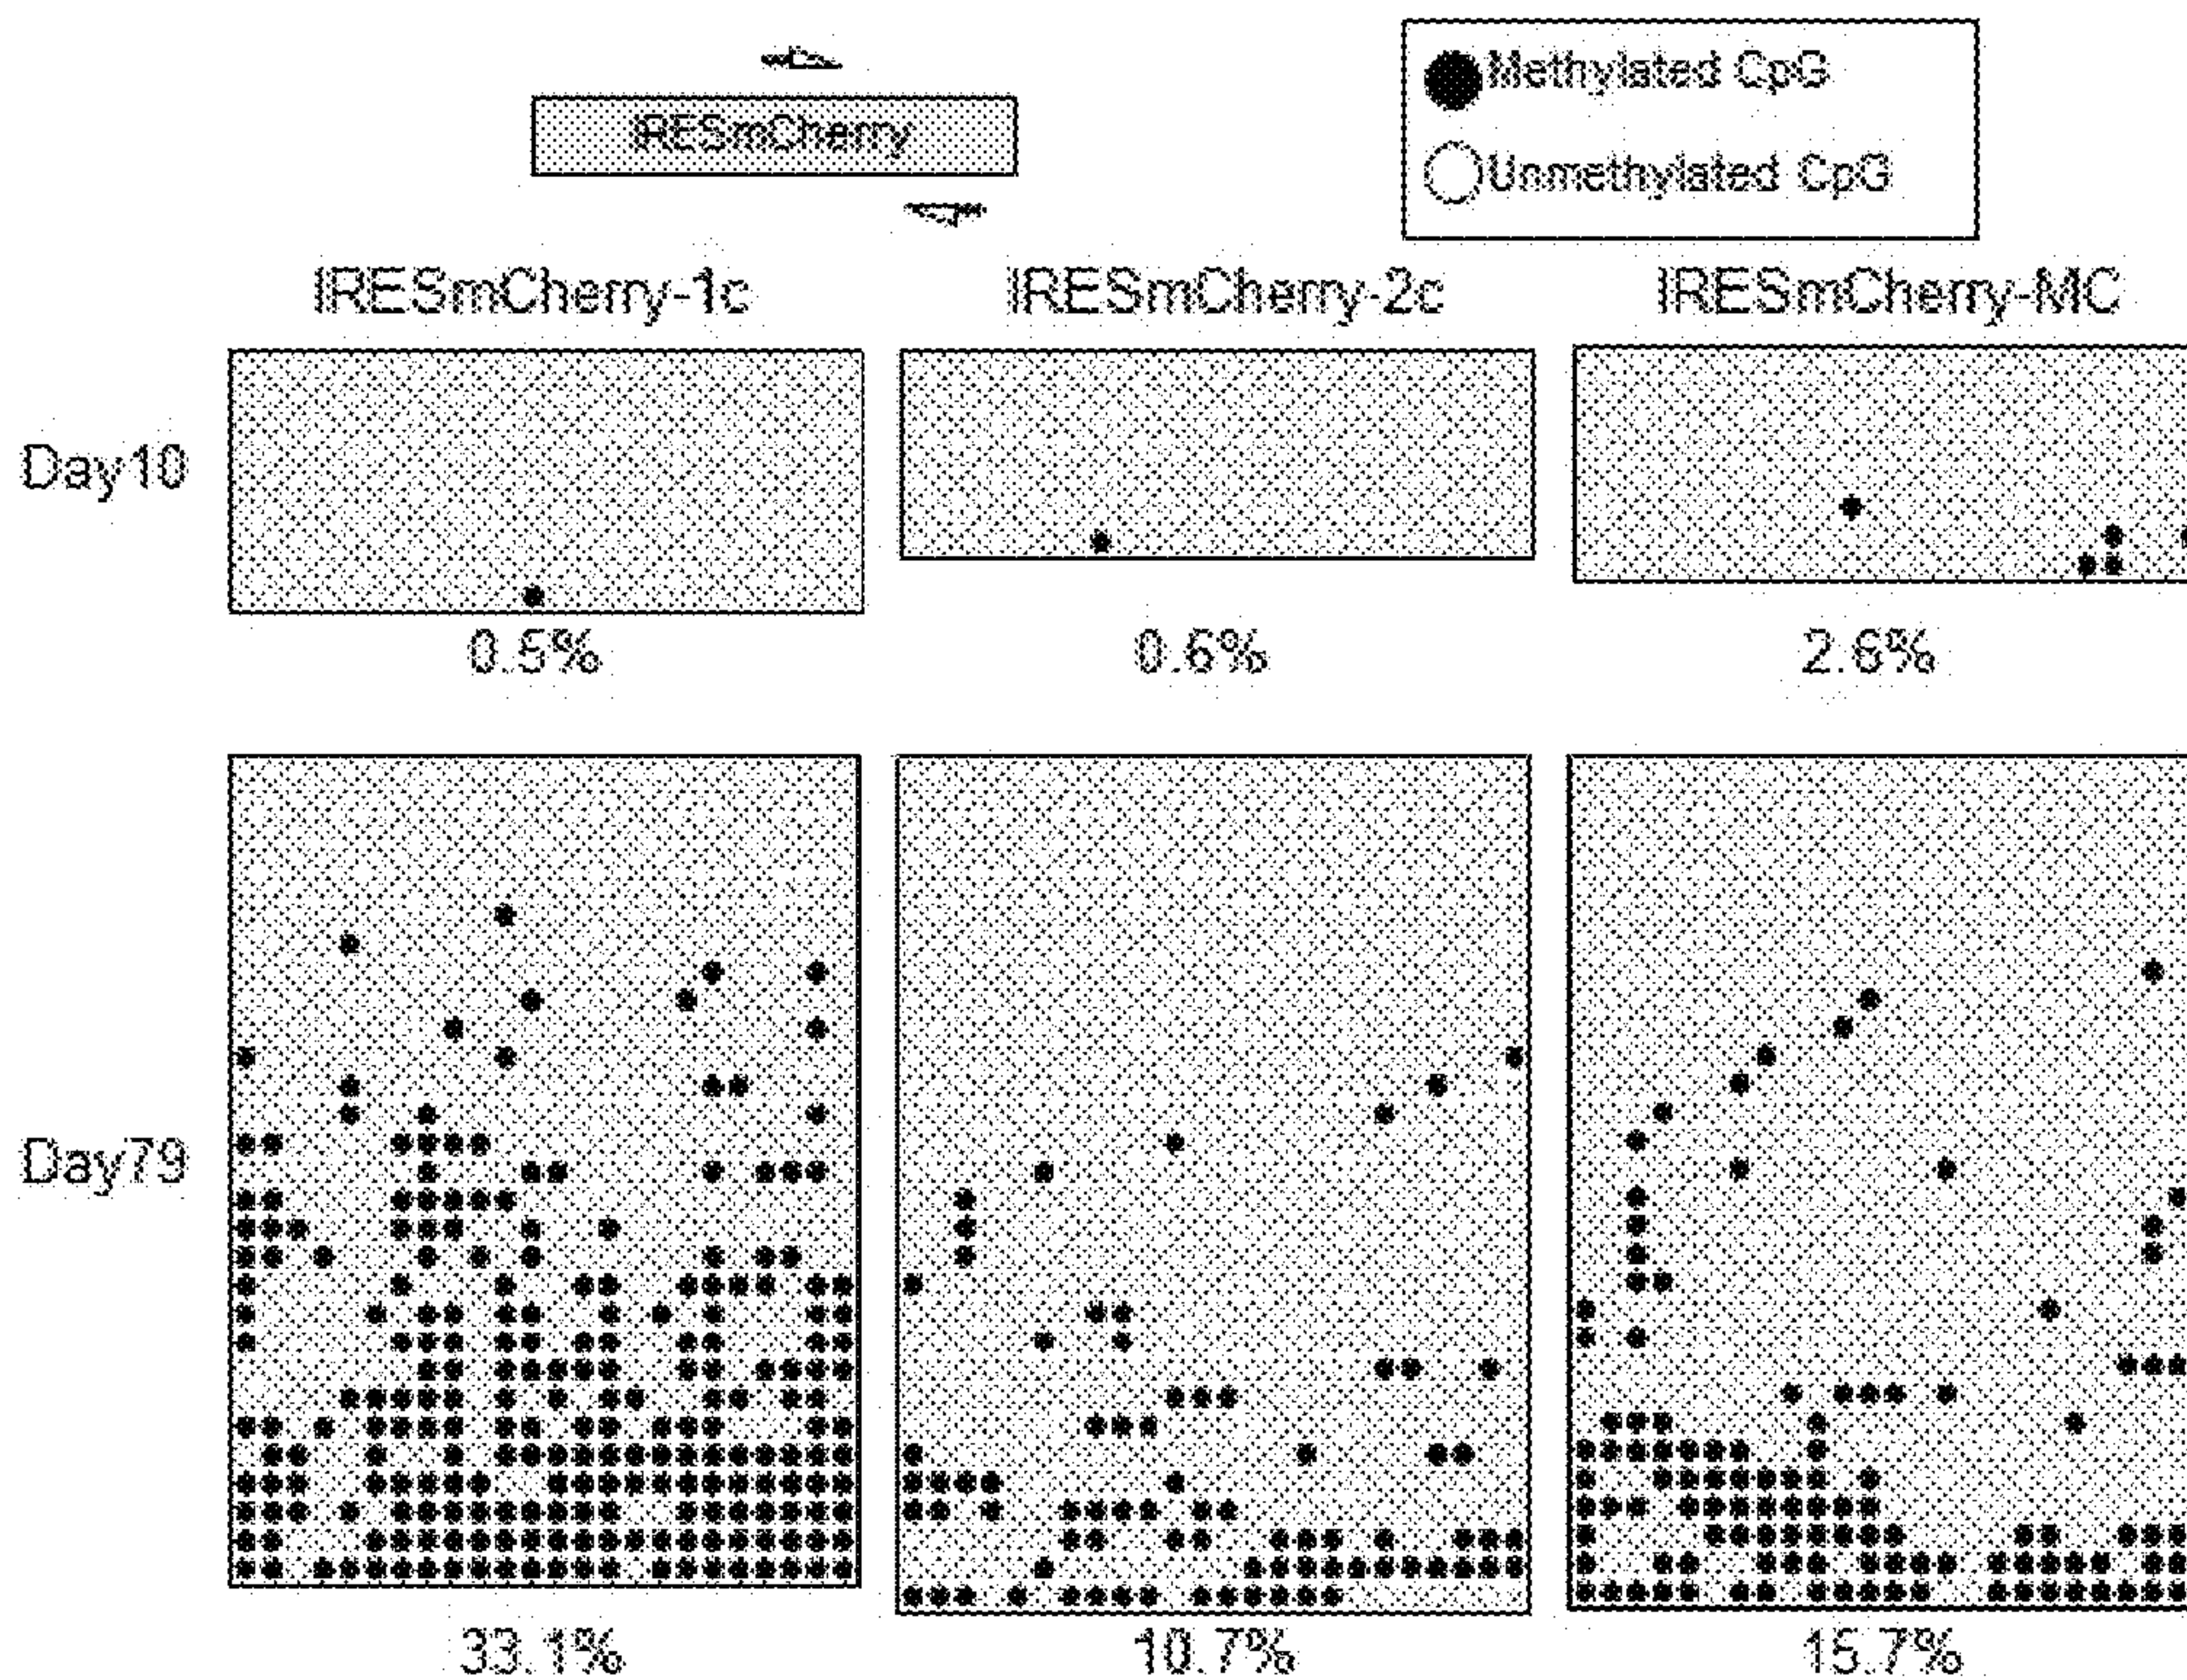 IRESmCherry
Methylated CpG
Unmethylated CpG
IRESmCherry-1c
IRESmCherry-2c
IRESmCherry-MC
Day10
0.5%
0.6%
2.6%
Day79
33.1%
10.7%
15.7%